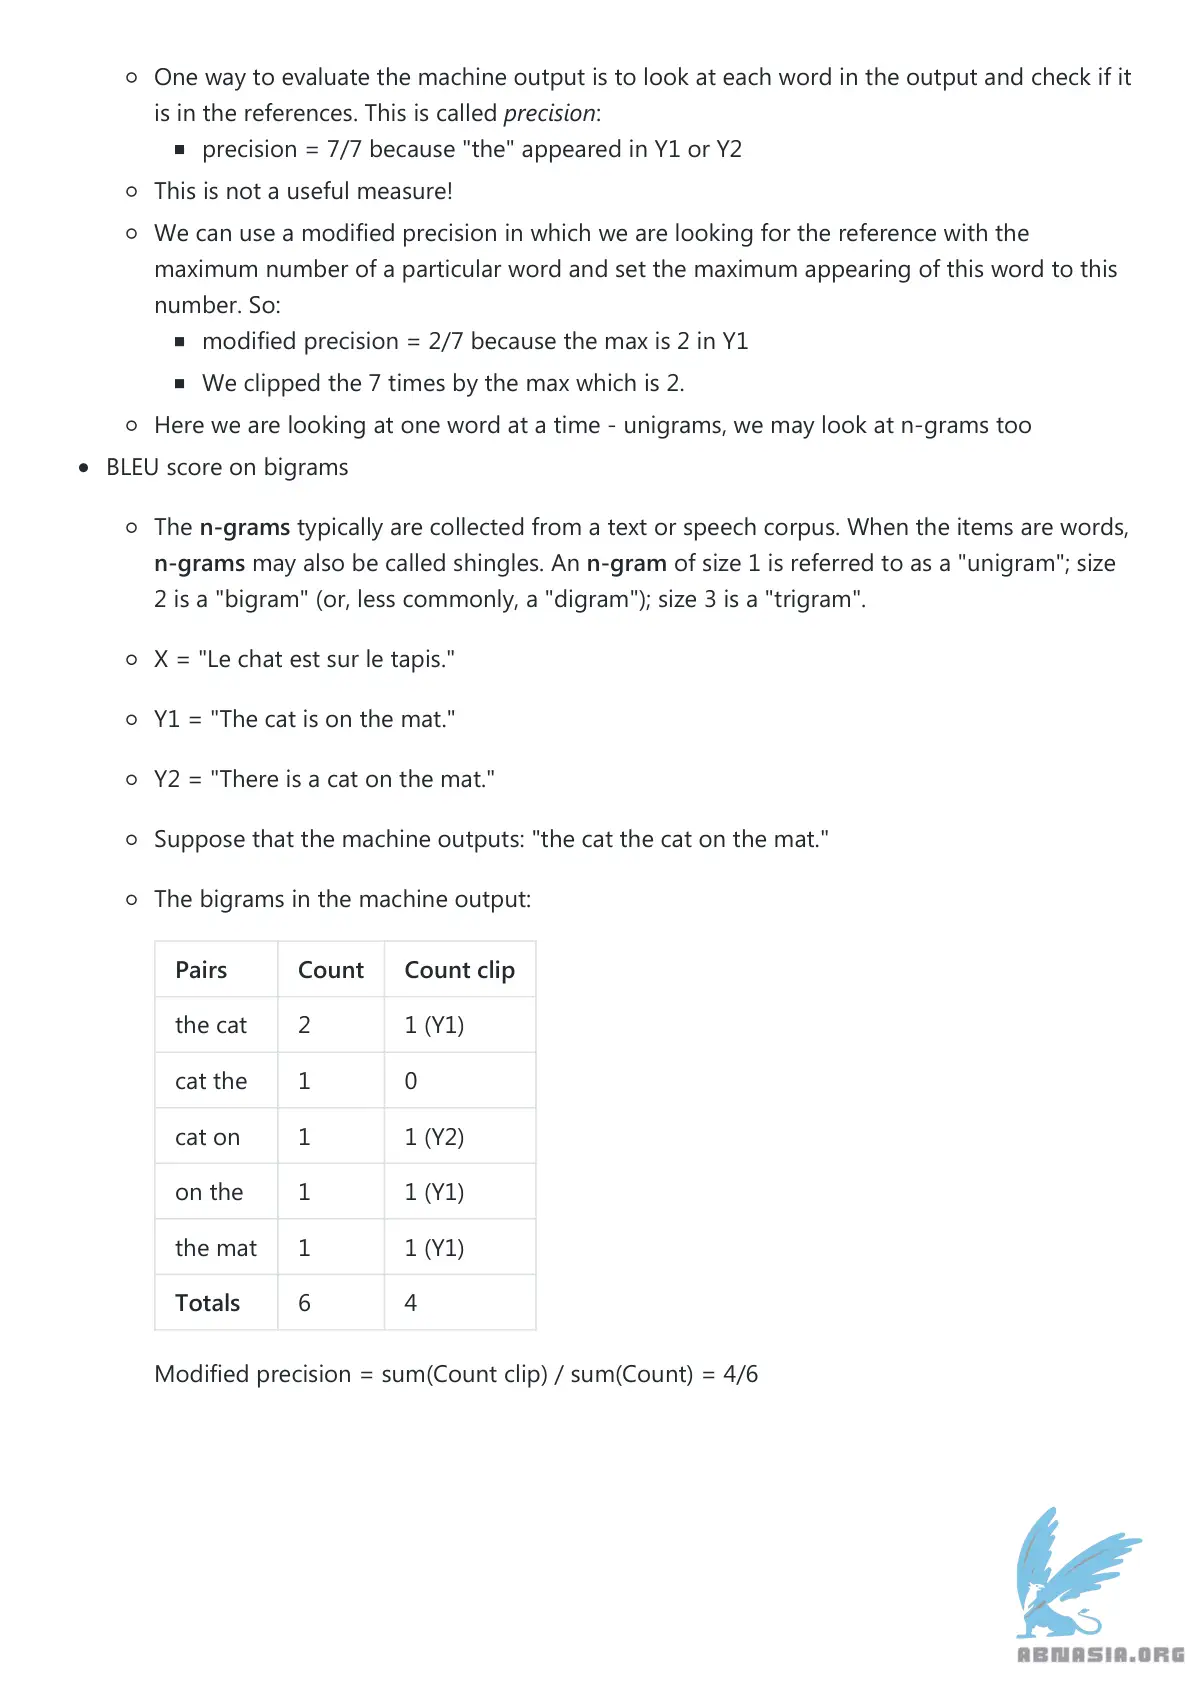 One way to evaluate the machine output is to look at each word in the output and check if it
is in the references. This is called precision:
precision = 7/7 because "the" appeared in Y1 or Y2
This is not a useful measure!
We can use a modified precision in which we are looking for the reference with the
maximum number of a particular word and set the maximum appearing of this word to this
number. So:
modified precision = 2/7 because the max is 2 in Y1
We clipped the 7 times by the max which is 2.
Here we are looking at one word at a time - unigrams, we may look at n-grams too
BLEU score on bigrams
The n-grams typically are collected from a text or speech corpus. When the items are words,
n-grams may also be called shingles. An n-gram of size 1 is referred to as a "unigram"; size
2 is a "bigram" (or, less commonly, a "digram"); size 3 is a "trigram".
X = "Le chat est sur le tapis."
Y1 = "The cat is on the mat."
Y2 = "There is a cat on the mat."
Suppose that the machine outputs: "the cat the cat on the mat."
The bigrams in the machine output:
Pairs Count Count clip
the cat 2 1 (Y1)
cat the 1 0
cat on 1 1 (Y2)
on the 1 1 (Y1)
the mat 1 1 (Y1)
Totals 6 4
Modified precision = sum(Count clip) / sum(Count) = 4/6
ABNASIA.ORG